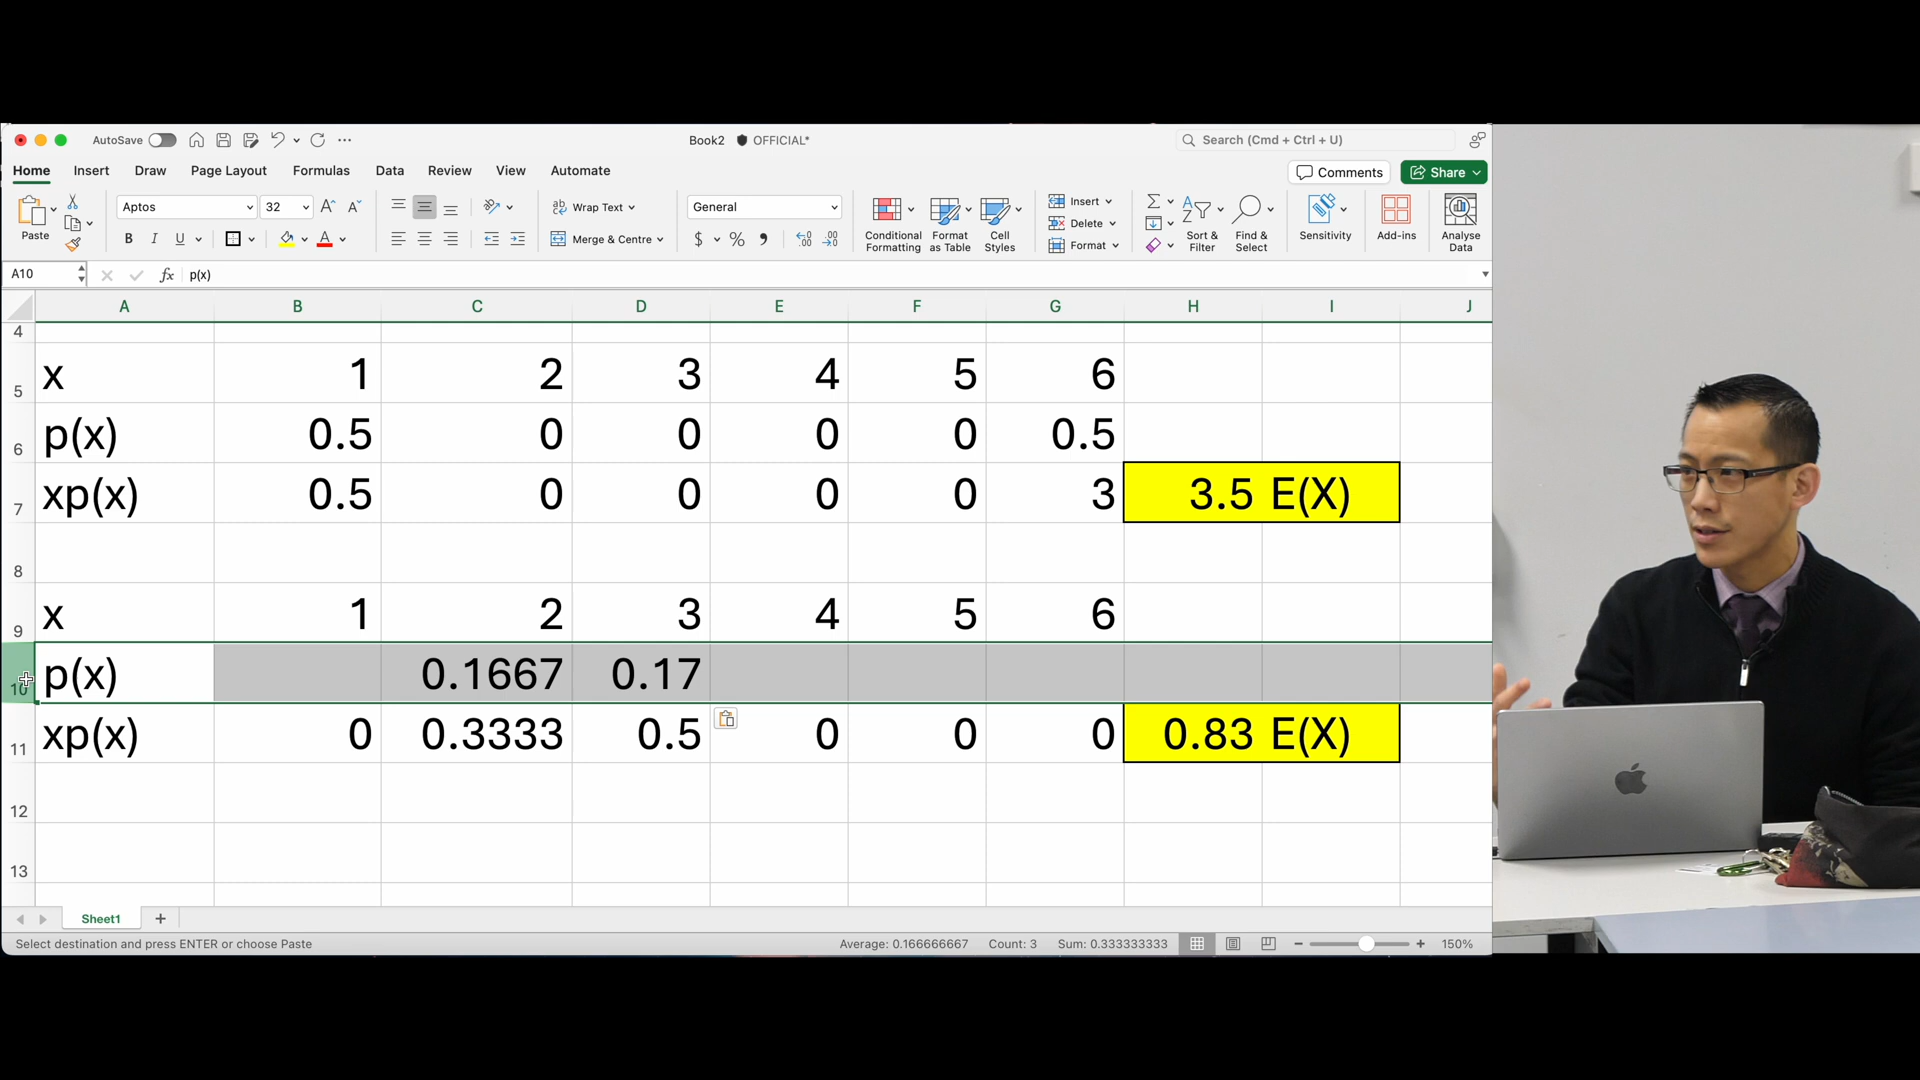 AutoSave
Book2 OFFICIAL*
Search (Cmd + Ctrl + U)
Home Insert Draw Page Layout Formulas Data Review View Automate
Comments Share
Paste
Aptos 32
B I U
Wrap Text
Merge & Centre
General
$ % ,
Conditional Formatting
Format as Table
Cell Styles
Insert
Delete
Format
Sort & Filter
Find & Select
Sensitivity
Add-ins
Analyse Data
A10 fx p(x)
A B C D E F G H I J
4
5 x 1 2 3 4 5 6
6 p(x) 0.5 0 0 0 0 0.5
7 xp(x) 0.5 0 0 0 0 3 3.5 E(X)
8
9 x 1 2 3 4 5 6
10 p(x) 0.1667 0.17
11 xp(x) 0 0.3333 0.5 0 0 0 0.83 E(X)
12
13
Sheet1
Select destination and press ENTER or choose Paste Average: 0.166666667 Count: 3 Sum: 0.333333333 150%